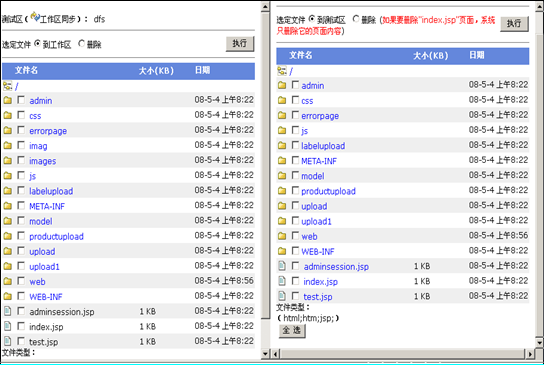 测试区(工作区同步): dfs
选定文件 到工作区 删除 执行
文件名 大小(KB) 日期
/
admin 08-5-4 上午8:22
css 08-5-4 上午8:22
errorpage 08-5-4 上午8:22
imag 08-5-4 上午8:22
images 08-5-4 上午8:22
js 08-5-4 上午8:22
labelupload 08-5-4 上午8:22
META-INF 08-5-4 上午8:22
model 08-5-4 上午8:22
productupload 08-5-4 上午8:22
upload 08-5-4 上午8:22
upload1 08-5-4 上午8:22
web 08-5-4 上午8:56
WEB-INF 08-5-4 上午8:22
adminsession.jsp 1 KB 08-5-4 上午8:22
index.jsp 1 KB 08-5-4 上午8:22
test.jsp 1 KB 08-5-4 上午8:22
文件类型:
选定文件 到测试区 删除 (如果要删除"index.jsp"页面,系统
只删除它的页面内容) 执行
文件名 大小(KB) 日期
/
admin 08-5-4 上午8:22
css 08-5-4 上午8:22
errorpage 08-5-4 上午8:22
js 08-5-4 上午8:22
labelupload 08-5-4 上午8:22
META-INF 08-5-4 上午8:22
model 08-5-4 上午8:22
productupload 08-5-4 上午8:22
upload 08-5-4 上午8:22
upload1 08-5-4 上午8:22
web 08-5-4 上午8:56
WEB-INF 08-5-4 上午8:22
adminsession.jsp 1 KB 08-5-4 上午8:22
index.jsp 1 KB 08-5-4 上午8:22
test.jsp 1 KB 08-5-4 上午8:22
文件类型:
( html;htm;jsp; )
全 选